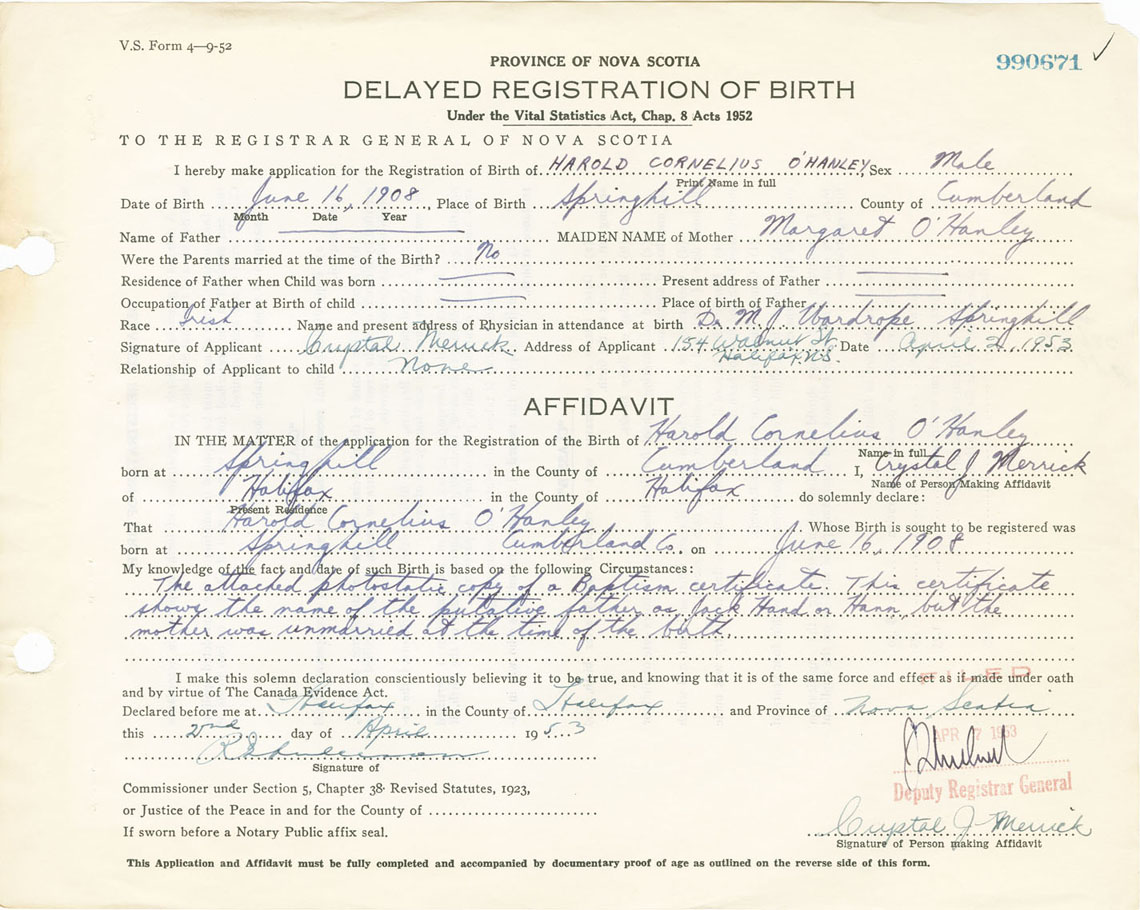 V.S. Form 4—9-52
PROVINCE OF NOVA SCOTIA
990671
DELAYED REGISTRATION OF BIRTH
Under the Vital Statistics Act, Chap. 8 Acts 1952
TO THE REGISTRAR GENERAL OF NOVA SCOTIA
I hereby make application for the Registration of Birth of HAROLD CORNELIUS O'HANLEY Sex Male
Print Name in full
Date of Birth June 16, 1908, Place of Birth Springhill County of Cumberland
Month Date Year
Name of Father MAIDEN NAME of Mother Margaret O'Hanley
Were the Parents married at the time of the Birth? No
Residence of Father when Child was born Present address of Father
Occupation of Father at Birth of child Place of birth of Father
Race Irish Name and present address of Physician in attendance at birth Dr. M. J. Wardrope Springhill
Signature of Applicant Crystal Merrick. Address of Applicant 154 Walnut St. Halifax N.S. Date April 2, 1953
Relationship of Applicant to child None
AFFIDAVIT
IN THE MATTER of the application for the Registration of the Birth of Harold Cornelius O'Hanley
Name in full
born at Springhill in the County of Cumberland I, Crystal J Merrick
Name of Person Making Affidavit
of Halifax in the County of Halifax do solemnly declare:
Present Residence
That Harold Cornelius O'Hanley Whose Birth is sought to be registered was
born at Springhill Cumberland Co. on June 16, 1908
My knowledge of the fact and date of such Birth is based on the following Circumstances:
The attached photostatic copy of a Baptism certificate. This certificate
shows the name of the putative father as Jack Hand or Hann, but the
mother was unmarried at the time of the birth.
I make this solemn declaration conscientiously believing it to be true, and knowing that it is of the same force and effect as if made under oath
and by virtue of The Canada Evidence Act.
FILED
Declared before me at Halifax in the County of Halifax and Province of Nova Scotia
this 2nd day of April 1953
APR 7 1953
Signature of
Deputy Registrar General
Commissioner under Section 5, Chapter 38, Revised Statutes, 1923,
or Justice of the Peace in and for the County of
If sworn before a Notary Public affix seal.
Crystal J Merrick
Signature of Person making Affidavit
This Application and Affidavit must be fully completed and accompanied by documentary proof of age as outlined on the reverse side of this form.